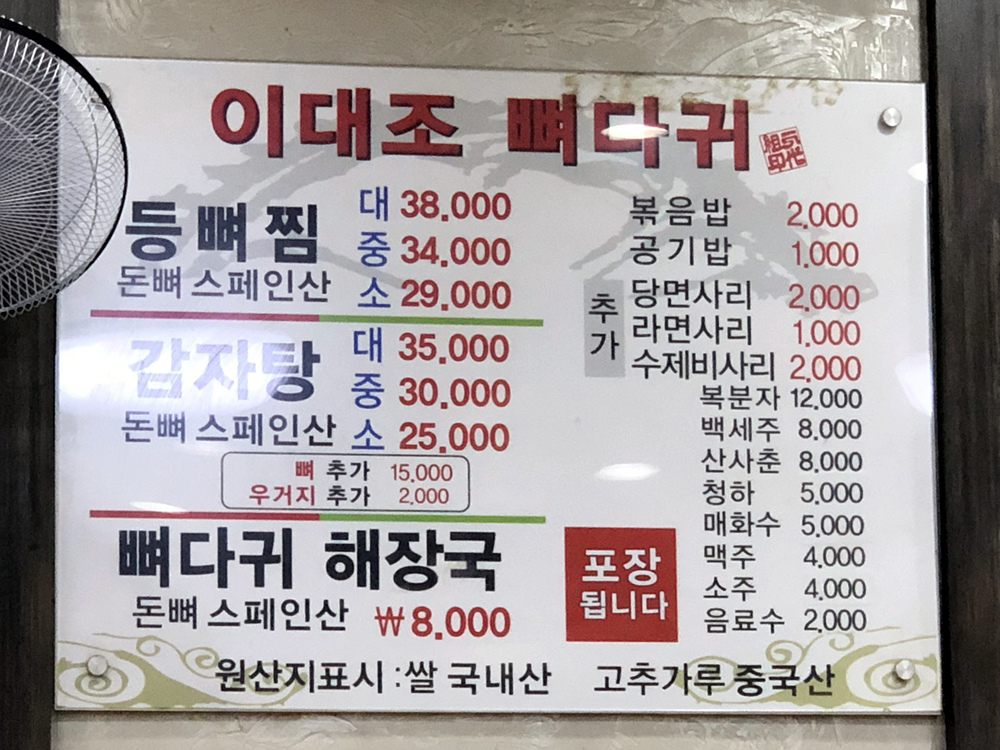 이대조 뼈다귀
등뼈찜
돈뼈 스페인산
대 38.000
중 34.000
소 29.000
감자탕
돈뼈 스페인산
대 35.000
중 30.000
소 25.000
뼈 추가 15.000
우거지 추가 2.000
뼈다귀 해장국
돈뼈 스페인산 ₩8.000
볶음밥 2.000
공기밥 1.000
추가
당면사리 2.000
라면사리 1.000
수제비사리 2.000
복분자 12.000
백세주 8.000
산사춘 8.000
청하 5.000
매화수 5.000
맥주 4.000
소주 4.000
음료수 2.000
포장
됩니다
원산지표시:쌀 국내산 고추가루 중국산